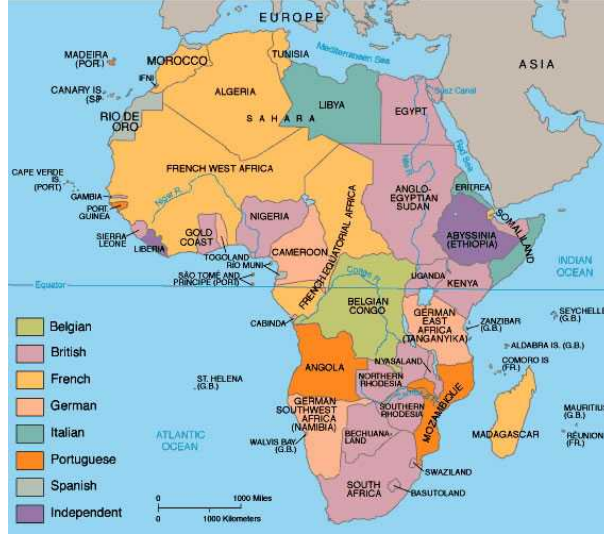 EUROPE
ASIA
Mediterranean Sea
MADEIRA
(POR.)
MOROCCO
TUNISIA
IFNI
CANARY IS.
(SP.)
ALGERIA
LIBYA
EGYPT
Suez Canal
RIO DE
ORO
SAHARA
Nile R.
Red Sea
FRENCH WEST AFRICA
CAPE VERDE
IS.
(PORT)
ANGLO-
EGYPTIAN
SUDAN
ERITREA
GAMBIA
PORT.
GUINEA
Niger R.
NIGERIA
FRENCH EQUATORIAL AFRICA
SOMALILAND
SIERRA
LEONE
LIBERIA
GOLD
COAST
TOGOLAND
CAMEROON
ABYSSINIA
(ETHIOPIA)
INDIAN
OCEAN
RIO MUNI
SÃO TOMÉ AND
PRINCIPE (PORT)
Congo R.
UGANDA
KENYA
Equator
BELGIAN
CONGO
CABINDA
GERMAN
EAST
AFRICA
(TANGANYIKA)
ZANZIBAR
(G.B.)
SEYCHELLE
(G.B.)
ALDABRA IS. (G.B.)
COMORO IS
(FR.)
ANGOLA
NYASALAND
NORTHERN
RHODESIA
ST. HELENA
(G.B.)
GERMAN
SOUTHWEST
AFRICA
(NAMIBIA)
SOUTHERN
RHODESIA
MOZAMBIQUE
MADAGASCAR
MAURITIUS
(G.B.)
RÉUNION
(FR.)
WALVIS BAY
(G.B.)
BECHUANA-
LAND
ATLANTIC
OCEAN
SWAZILAND
SOUTH
AFRICA
BASUTOLAND
Belgian
British
French
German
Italian
Portuguese
Spanish
Independent
0 1000 Miles
0 1000 Kilometers